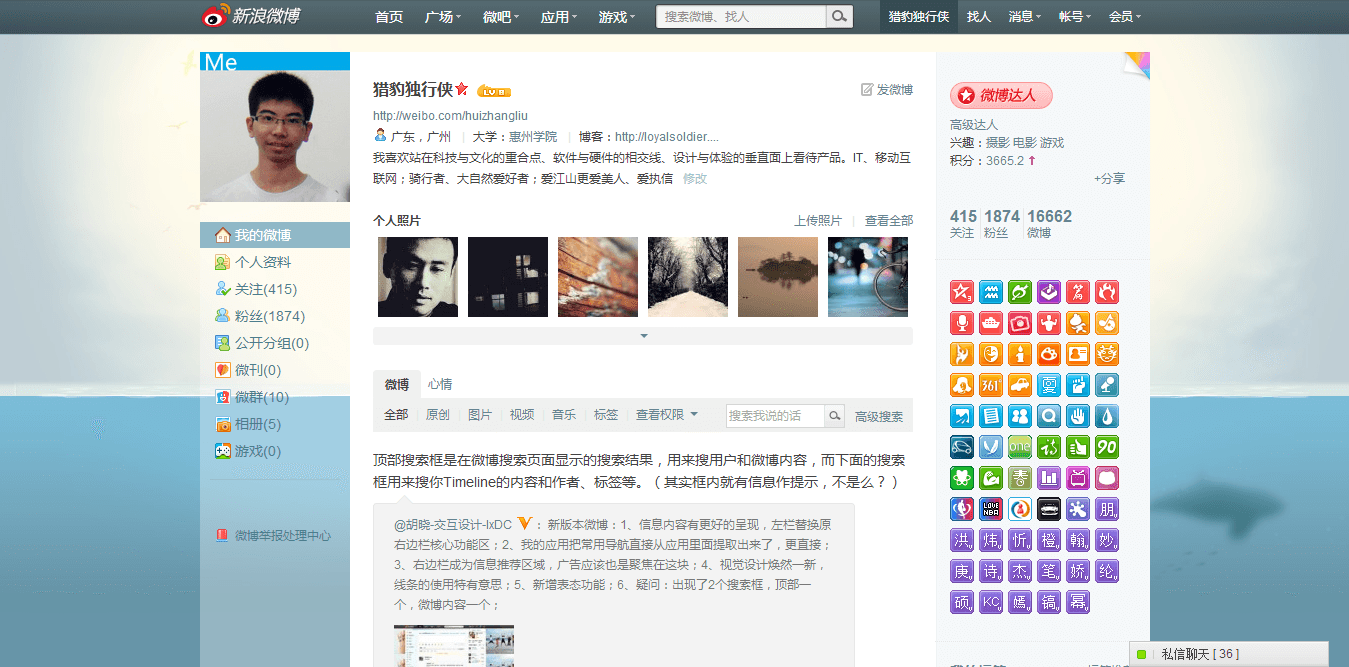 新浪微博
首页 广场 微吧 应用 游戏 搜索微博、找人 猎豹独行侠 找人 消息 帐号 会员
Me
猎豹独行侠 LV 8 发微博
http://weibo.com/huizhangliu
广东，广州 | 大学：惠州学院 | 博客：http://loyalsoldier....
我喜欢站在科技与文化的重合点、软件与硬件的相交线、设计与体验的垂直面上看待产品。IT、移动互
联网；骑行者、大自然爱好者；爱江山更爱美人、爱执信 修改
个人照片 上传照片 | 查看全部
微博达人
高级达人
兴趣：摄影 电影 游戏
积分：3665.2 ↑
+分享
415 1874 16662
关注 粉丝 微博
我的微博
个人资料
关注(415)
粉丝(1874)
公开分组(0)
微刊(0)
微群(10)
相册(5)
游戏(0)
微博举报处理中心
微博 心情
全部 原创 图片 视频 音乐 标签 查看权限 搜索我说的话 高级搜索
顶部搜索框是在微博搜索页面显示的搜索结果，用来搜用户和微博内容，而下面的搜索
框用来搜你Timeline的内容和作者、标签等。（其实框内就有信息作提示，不是么？）
@胡晓-交互设计-IxDC ：新版本微博：1、信息内容有更好的呈现，左栏替换原
右边栏核心功能区；2、我的应用把常用导航直接从应用里面提取出来了，更直接；
3、右边栏成为信息推荐区域，广告应该也是聚焦在这块；4、视觉设计焕然一新，
线条的使用特有意思；5、新增表态功能；6、疑问：出现了2个搜索框，顶部一
个，微博内容一个；
361°
one
90
LOVE NBA
朋
洪 炜 忻 橙 翰 妙
庚 诗 杰 笔 娇 纶
硕 KC 嫣 镐 幂
私信聊天 [ 36 ]